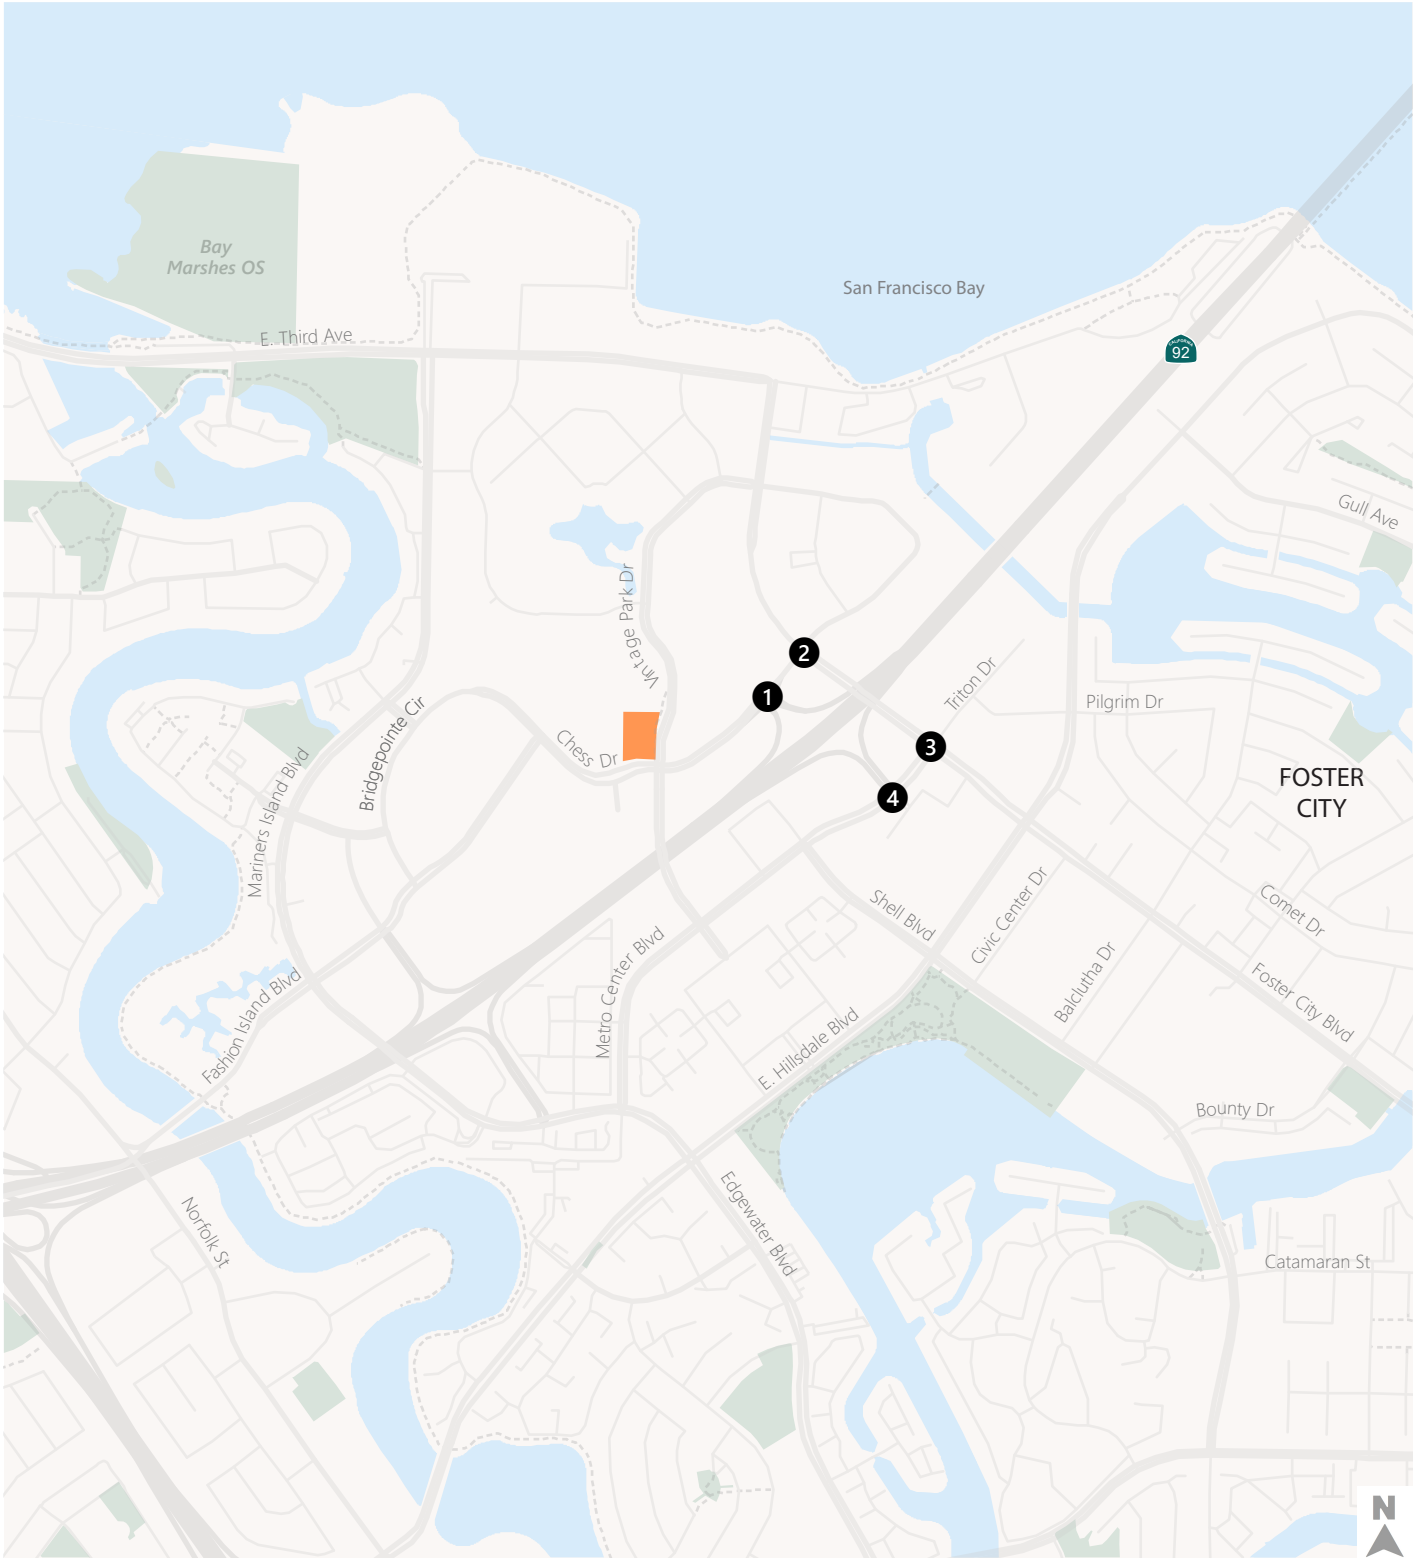 Bay
Marshes OS
San Francisco Bay
E. Third Ave
CALIFORNIA
92
Gull Ave
Vintage Park Dr
2
Triton Dr
1
Pilgrim Dr
Bridgepointe Cir
Chess Dr
3
FOSTER
CITY
4
Mariners Island Blvd
Shell Blvd
Civic Center Dr
Comet Dr
Metro Center Blvd
Balclutha Dr
Foster City Blvd
Fashion Island Blvd
E. Hillsdale Blvd
Bounty Dr
Norfolk St
Edgewater Blvd
Catamaran St
N